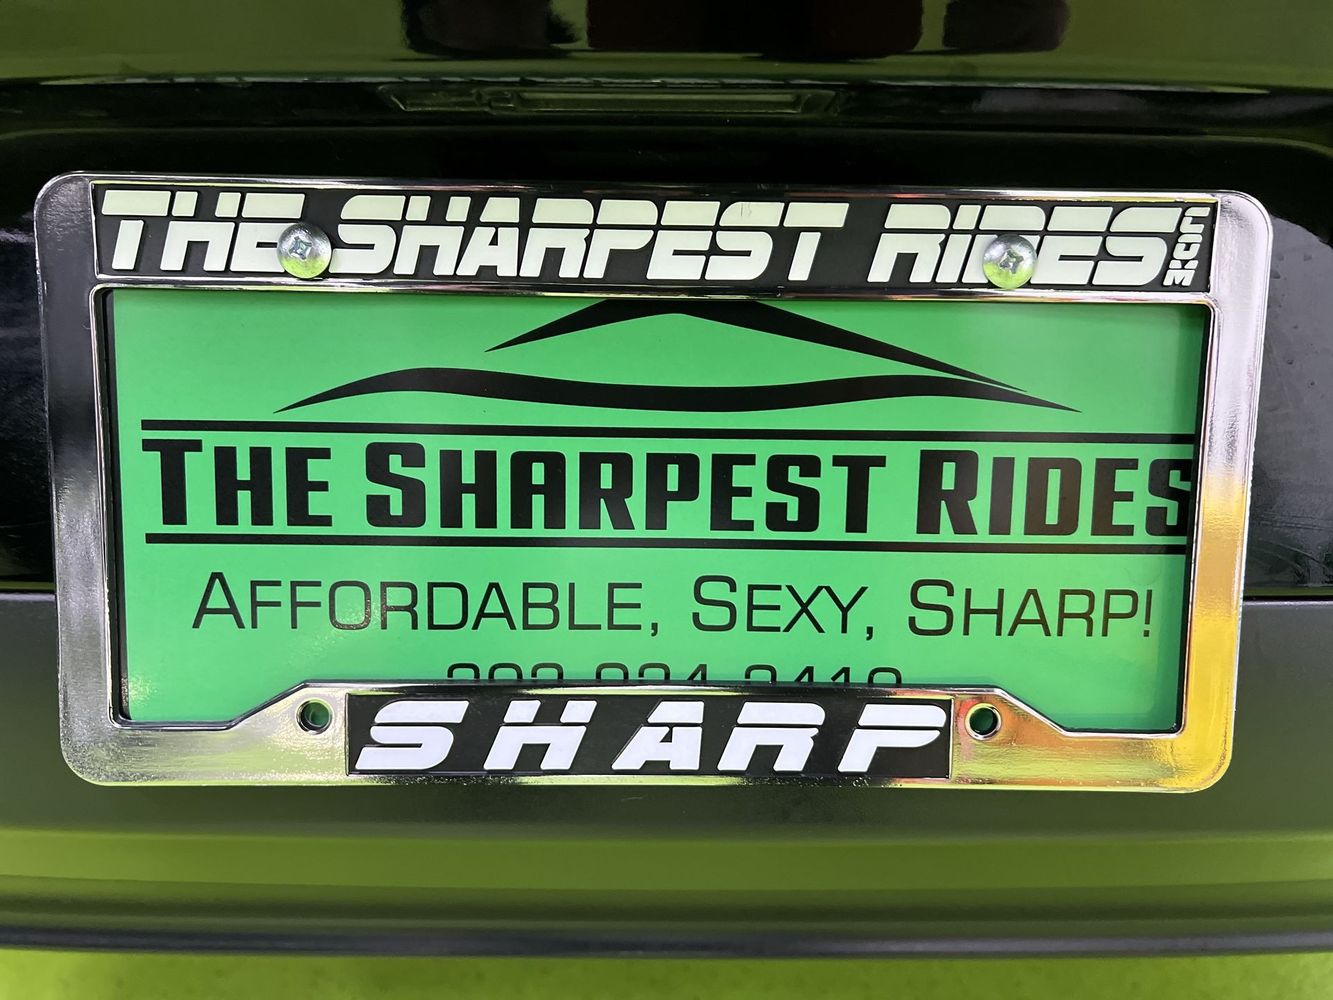 THE SHARPEST RIDES
.COM
THE SHARPEST RIDES
AFFORDABLE, SEXY, SHARP!
SHARP